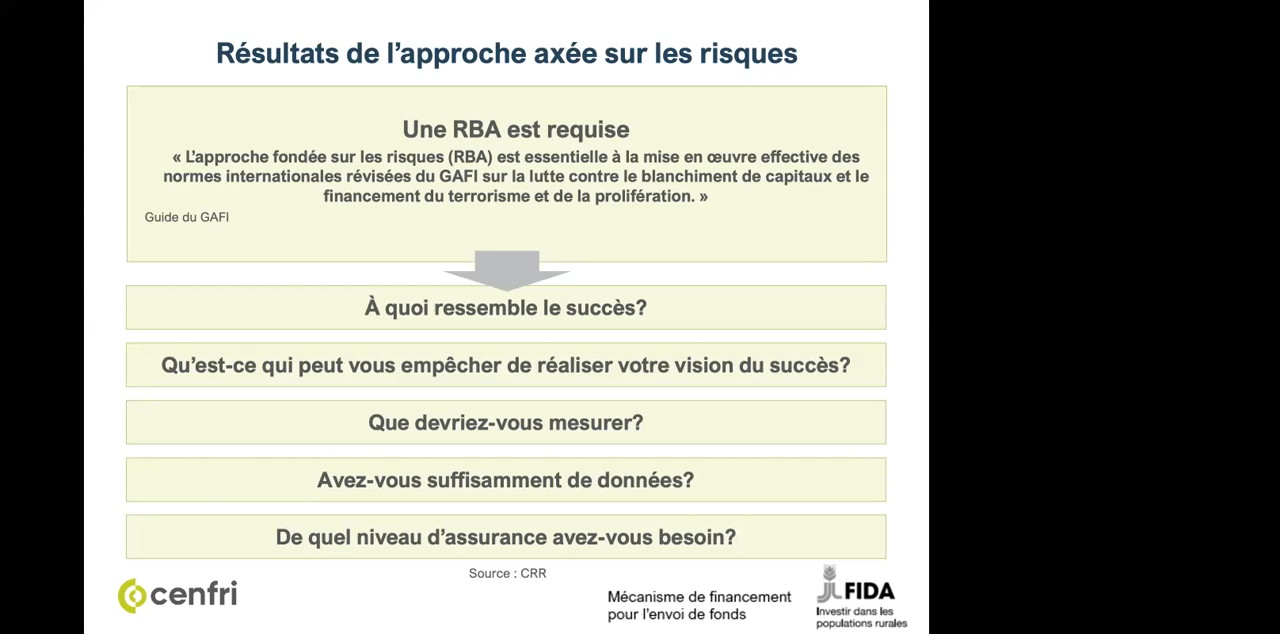 Résultats de l’approche axée sur les risques
Une RBA est requise
« L’approche fondée sur les risques (RBA) est essentielle à la mise en œuvre effective des
normes internationales révisées du GAFI sur la lutte contre le blanchiment de capitaux et le
financement du terrorisme et de la prolifération. »
Guide du GAFI
À quoi ressemble le succès?
Qu’est-ce qui peut vous empêcher de réaliser votre vision du succès?
Que devriez-vous mesurer?
Avez-vous suffisamment de données?
De quel niveau d’assurance avez-vous besoin?
Source : CRR
cenfri
Mécanisme de financement
pour l’envoi de fonds
FIDA
Investir dans les
populations rurales